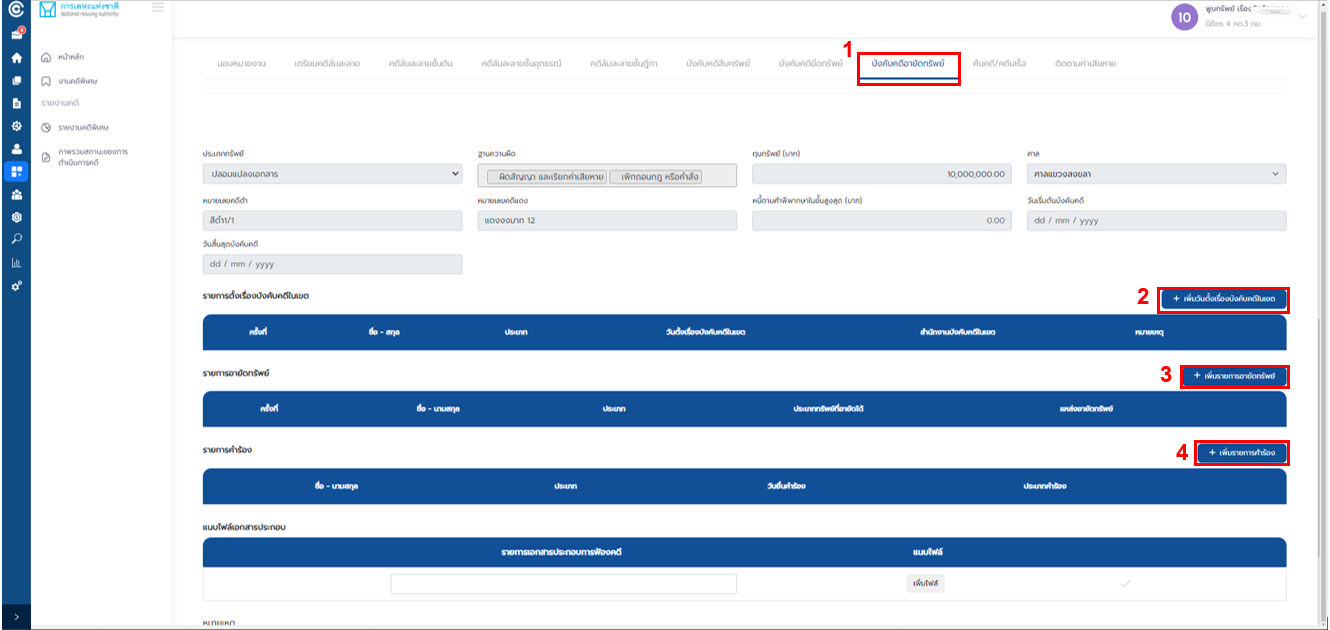 การเคหะแห่งชาติ
National Housing Authority
10
พูนทรัพย์
นิติกร 4 กด.3 กม.
4
หน้าหลัก
งานคดีพิเศษ
รายงานคดี
รายงานคดีพิเศษ
ภาพรวมสถานะของการ
ดำเนินการคดี
1
มอบหมายงาน เตรียมคดีล้มละลาย คดีล้มละลายชั้นต้น คดีล้มละลายชั้นอุทธรณ์ คดีล้มละลายชั้นฎีกา บังคับคดีสืบทรัพย์ บังคับคดียึดทรัพย์ บังคับคดีอายัดทรัพย์ คืนคดี/คดีเสร็จ ติดตามค่าเสียหาย
ประเภททรัพย์ ฐานความผิด ทุนทรัพย์ (บาท) ศาล
ปลอมแปลงเอกสาร ผิดสัญญา และเรียกค่าเสียหาย เพิกถอนกฎ หรือคำสั่ง 10,000,000.00 ศาลแขวงสงขลา
หมายเลขคดีดำ หมายเลขคดีแดง หนี้ตามคำพิพากษาในชั้นสูงสุด (บาท) วันเริ่มต้นบังคับคดี
สีดำ1/1 แดงงงมาก 12 0.00 dd / mm / yyyy
วันสิ้นสุดบังคับคดี
dd / mm / yyyy
รายการตั้งเรื่องบังคับคดีในเขต 2 + เพิ่มวันตั้งเรื่องบังคับคดีในเขต
ครั้งที่ ชื่อ - สกุล ประเภท วันตั้งเรื่องบังคับคดีในเขต สำนักงานบังคับคดีในเขต หมายเหตุ
รายการอายัดทรัพย์ 3 + เพิ่มรายการอายัดทรัพย์
ครั้งที่ ชื่อ - นามสกุล ประเภท ประเภททรัพย์ที่อายัดได้ แหล่งอายัดทรัพย์
รายการคำร้อง 4 + เพิ่มรายการคำร้อง
ชื่อ - นามสกุล ประเภท วันยื่นคำร้อง ประเภทคำร้อง
แนบไฟล์เอกสารประกอบ
รายการเอกสารประกอบการฟ้องคดี แนบไฟล์
เพิ่มไฟล์
หมายเหตุ